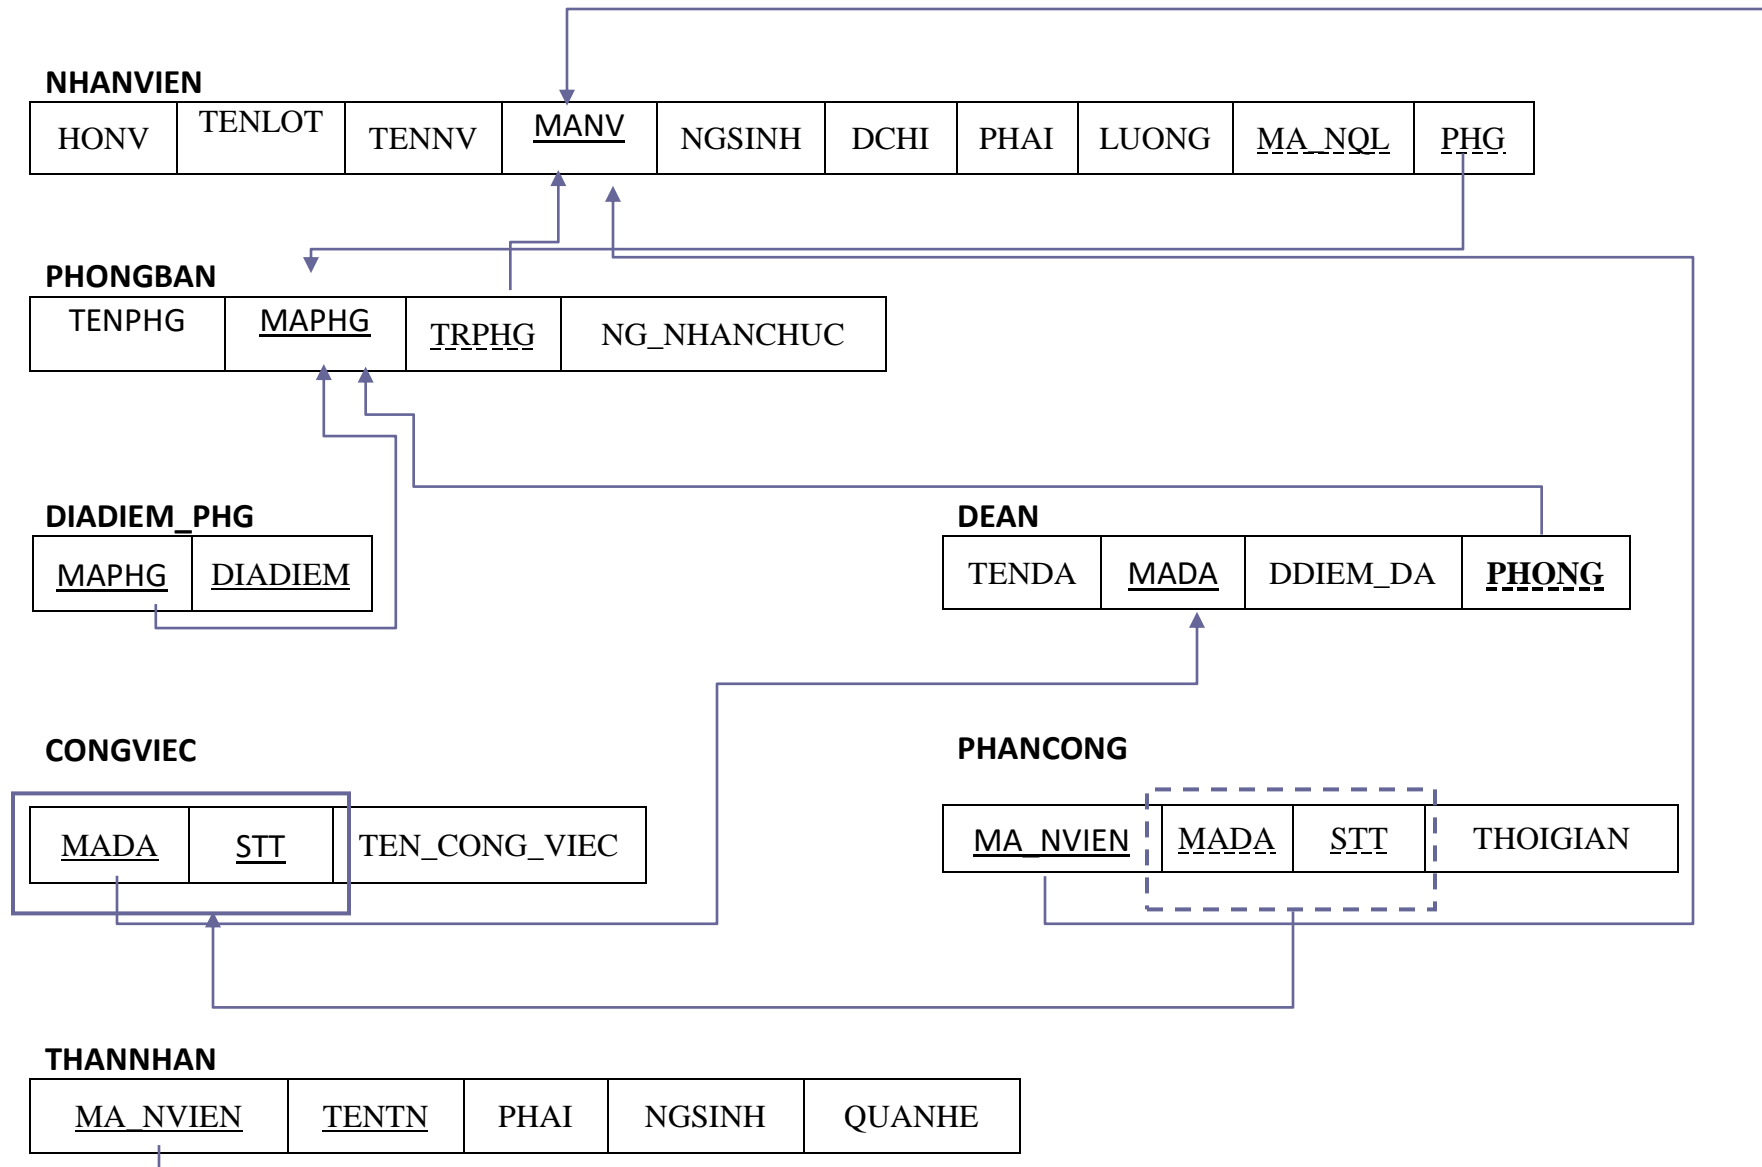 NHANVIEN
HONV TENLOT TENNV MANV NGSINH DCHI PHAI LUONG MA_NQL PHG
PHONGBAN
TENPHG MAPHG TRPHG NG_NHANCHUC
DIADIEM_PHG
MAPHG DIADIEM
DEAN
TENDA MADA DDIEM_DA PHONG
CONGVIEC
MADA STT TEN_CONG_VIEC
PHANCONG
MA_NVIEN MADA STT THOIGIAN
THANNHAN
MA_NVIEN TENTN PHAI NGSINH QUANHE